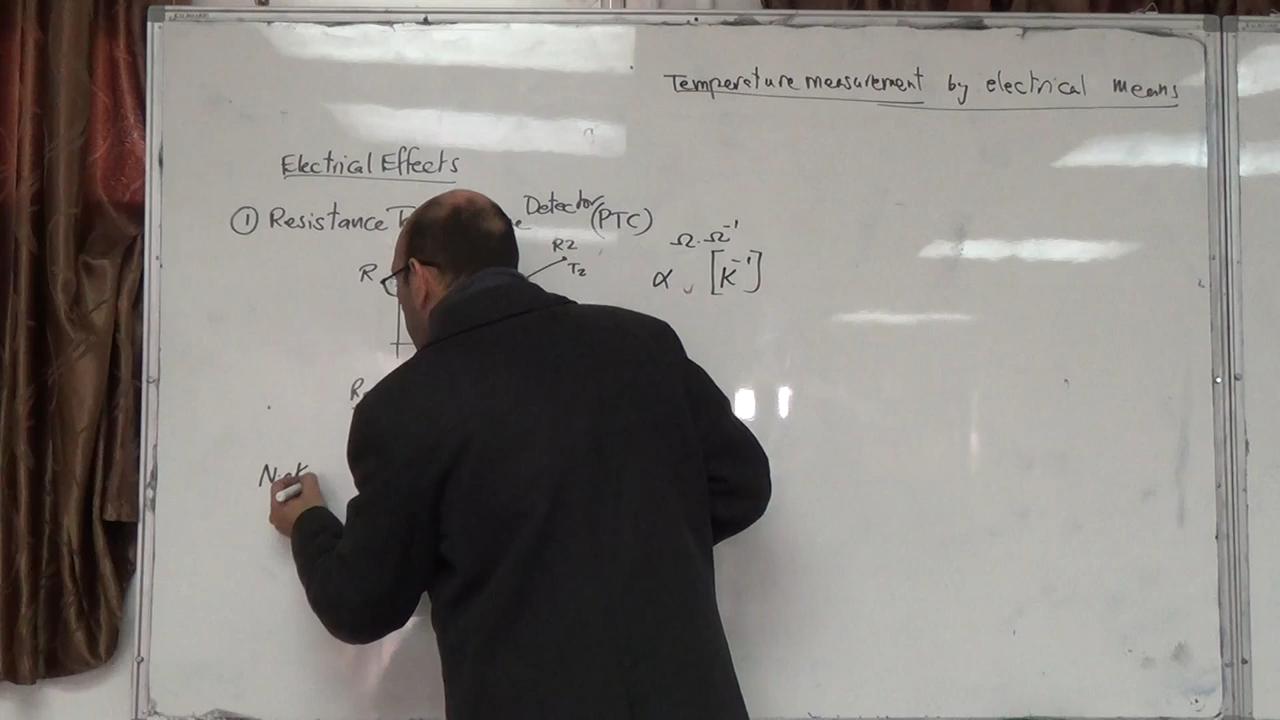 Temperature measurement by electrical means
Electrical Effects
① Resistance T e Detector (PTC)
Ω.Ω⁻¹
R R2
T2
α [K⁻¹]
R